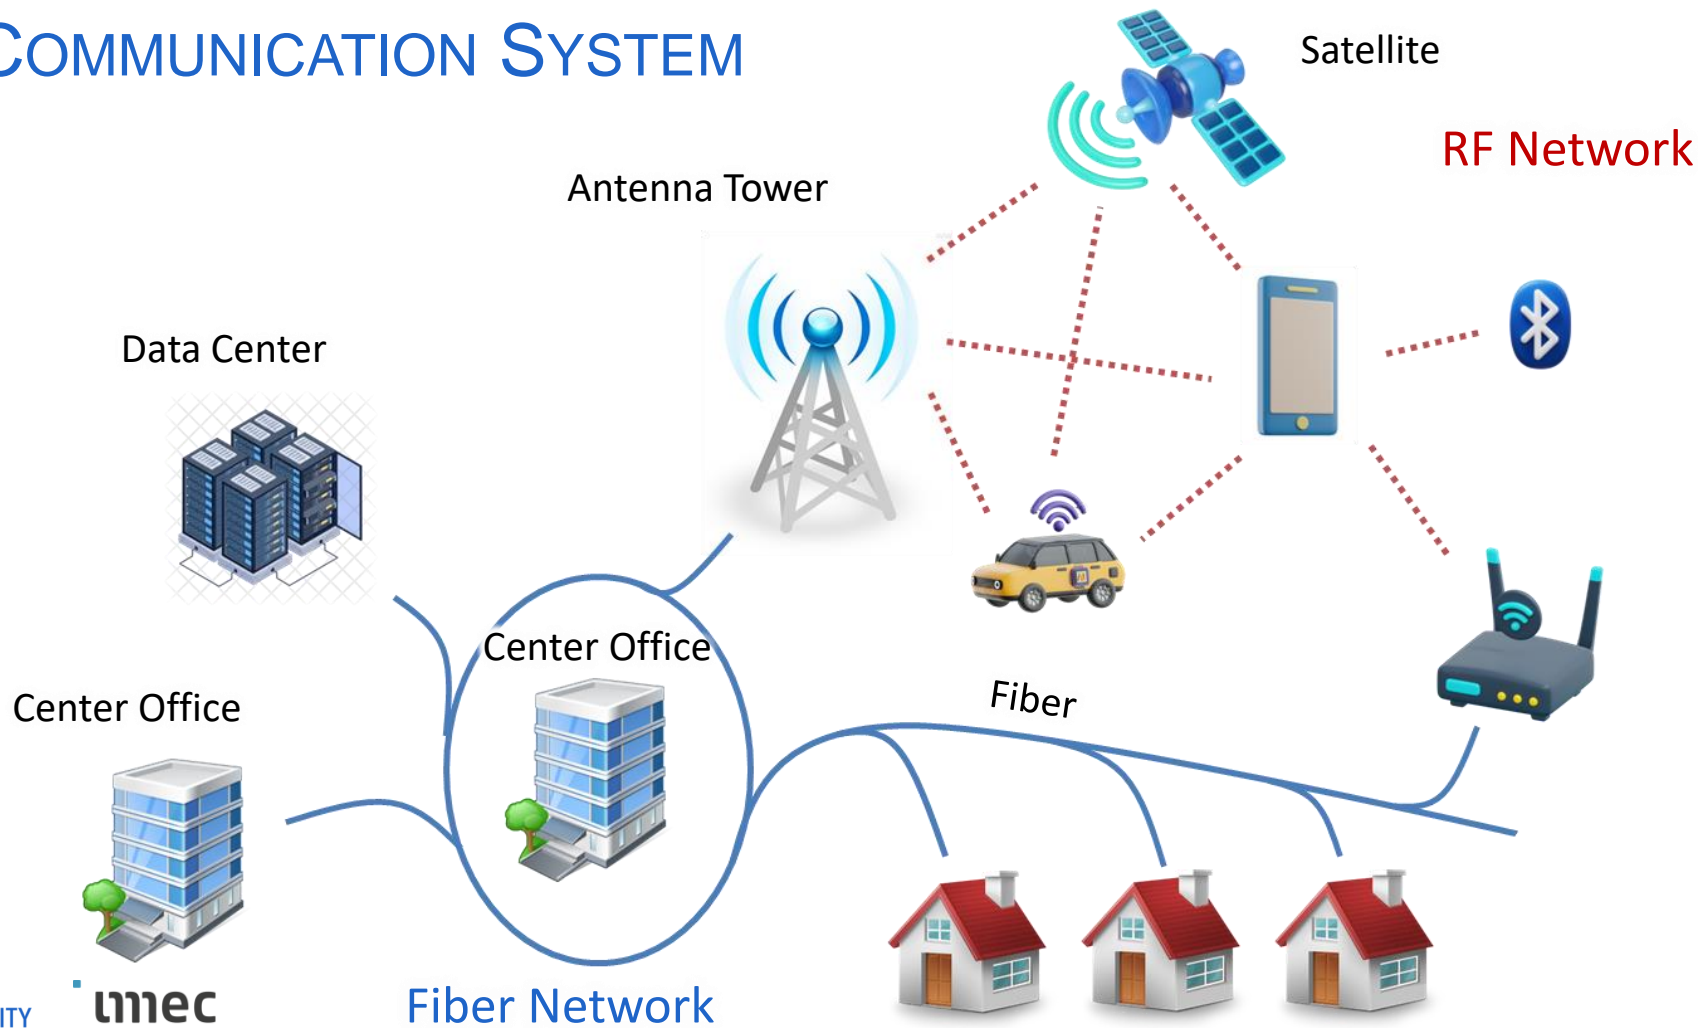 COMMUNICATION SYSTEM
Satellite
RF Network
Antenna Tower
Data Center
Center Office
Center Office
Fiber
Fiber Network
ITY
imec